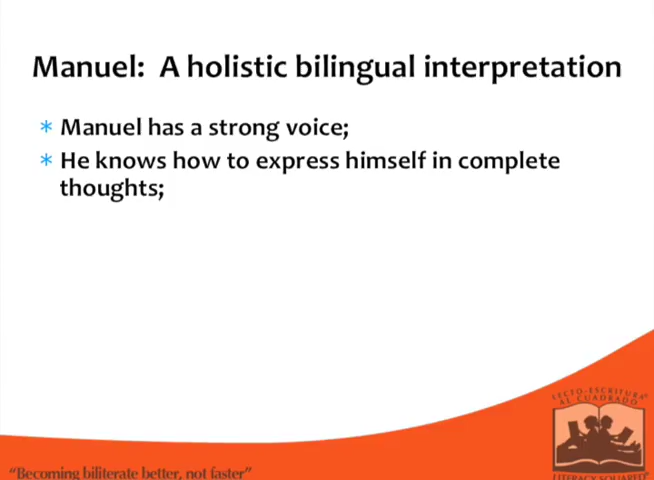 Manuel: A holistic bilingual interpretation
* Manuel has a strong voice;
* He knows how to express himself in complete
thoughts;
LECTO-ESCRITURA
AL CUADRADO
LITERACY SQUARED®
"Becoming biliterate better, not faster"